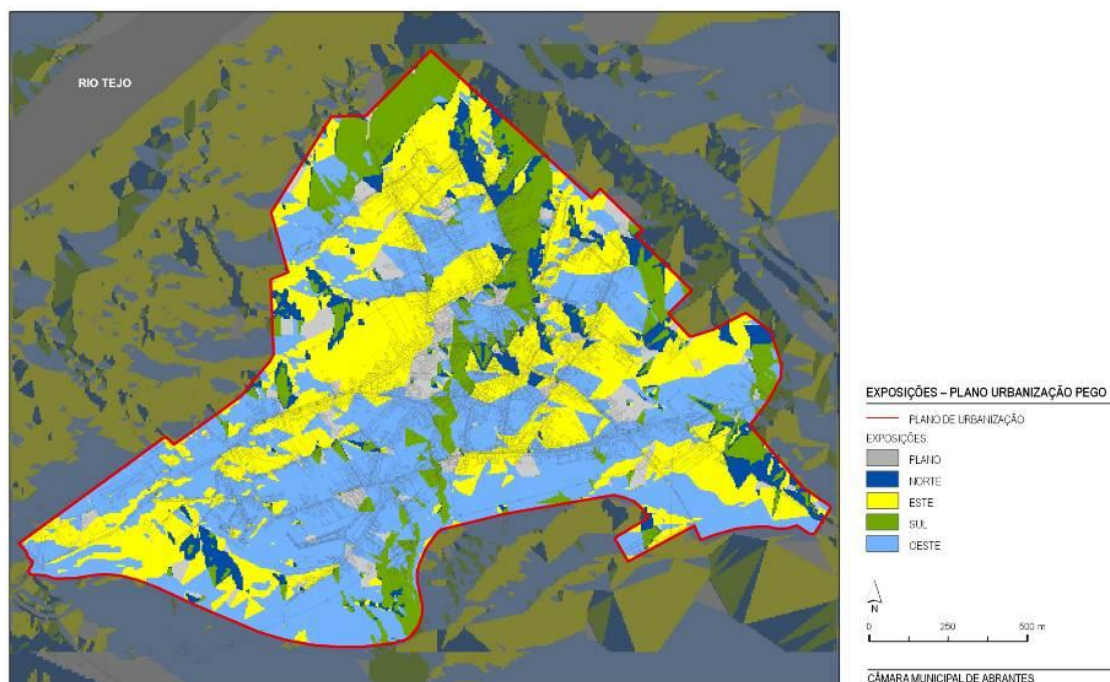 RIO TEJO
EXPOSIÇÕES – PLANO URBANIZAÇÃO PEGO
PLANO DE URBANIZAÇÃO
EXPOSIÇÕES:
PLANO
NORTE
ESTE
SUL
OESTE
N
0 250 500 m
CÂMARA MUNICIPAL DE ABRANTES